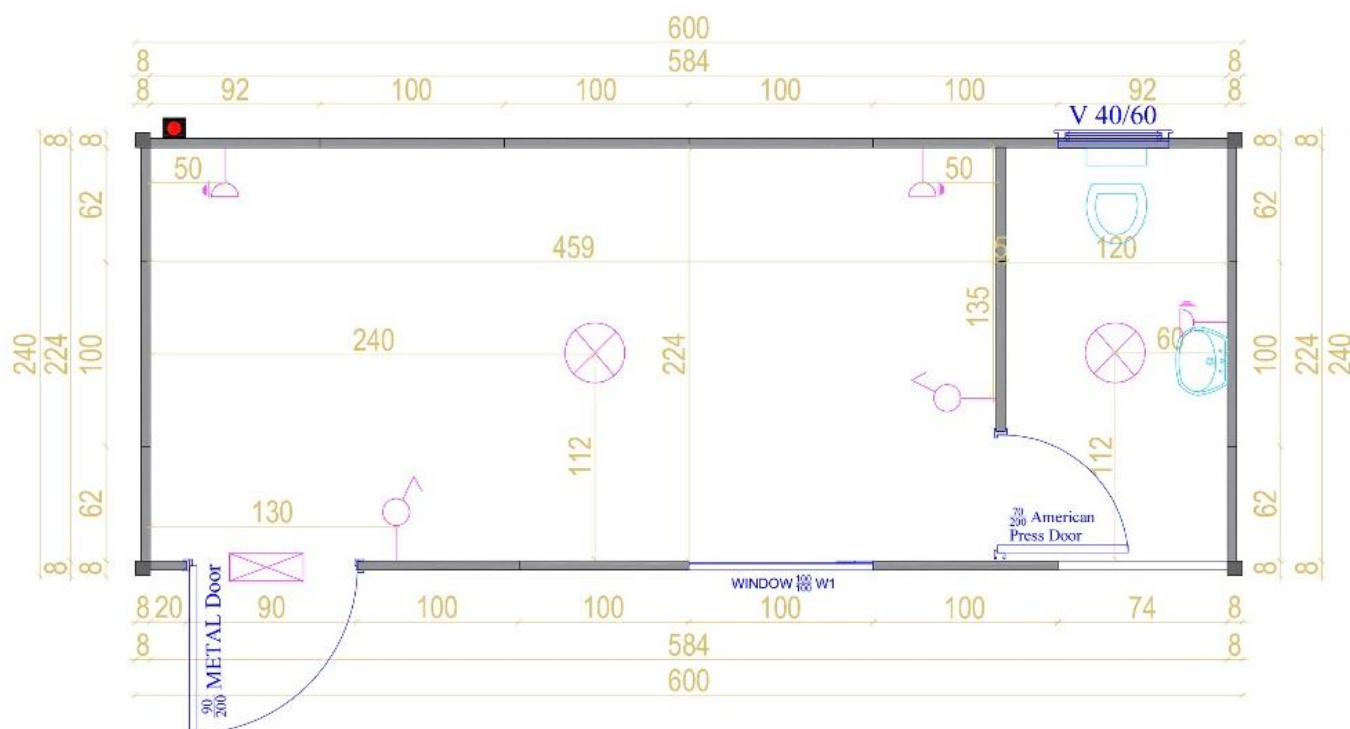 600
8 584 8
8 92 100 100 100 100 92 8
V 40/60
8 8 8 8
50 50
62 62
459 5 120
135
240 224 100 240 224 60 100 224 240
112 112
62 62
130
70/200 American
Press Door
8 8 8 8
WINDOW 100/100 W1
90/200 METAL Door
8 20 90 100 100 100 100 74 8
8 584 8
600